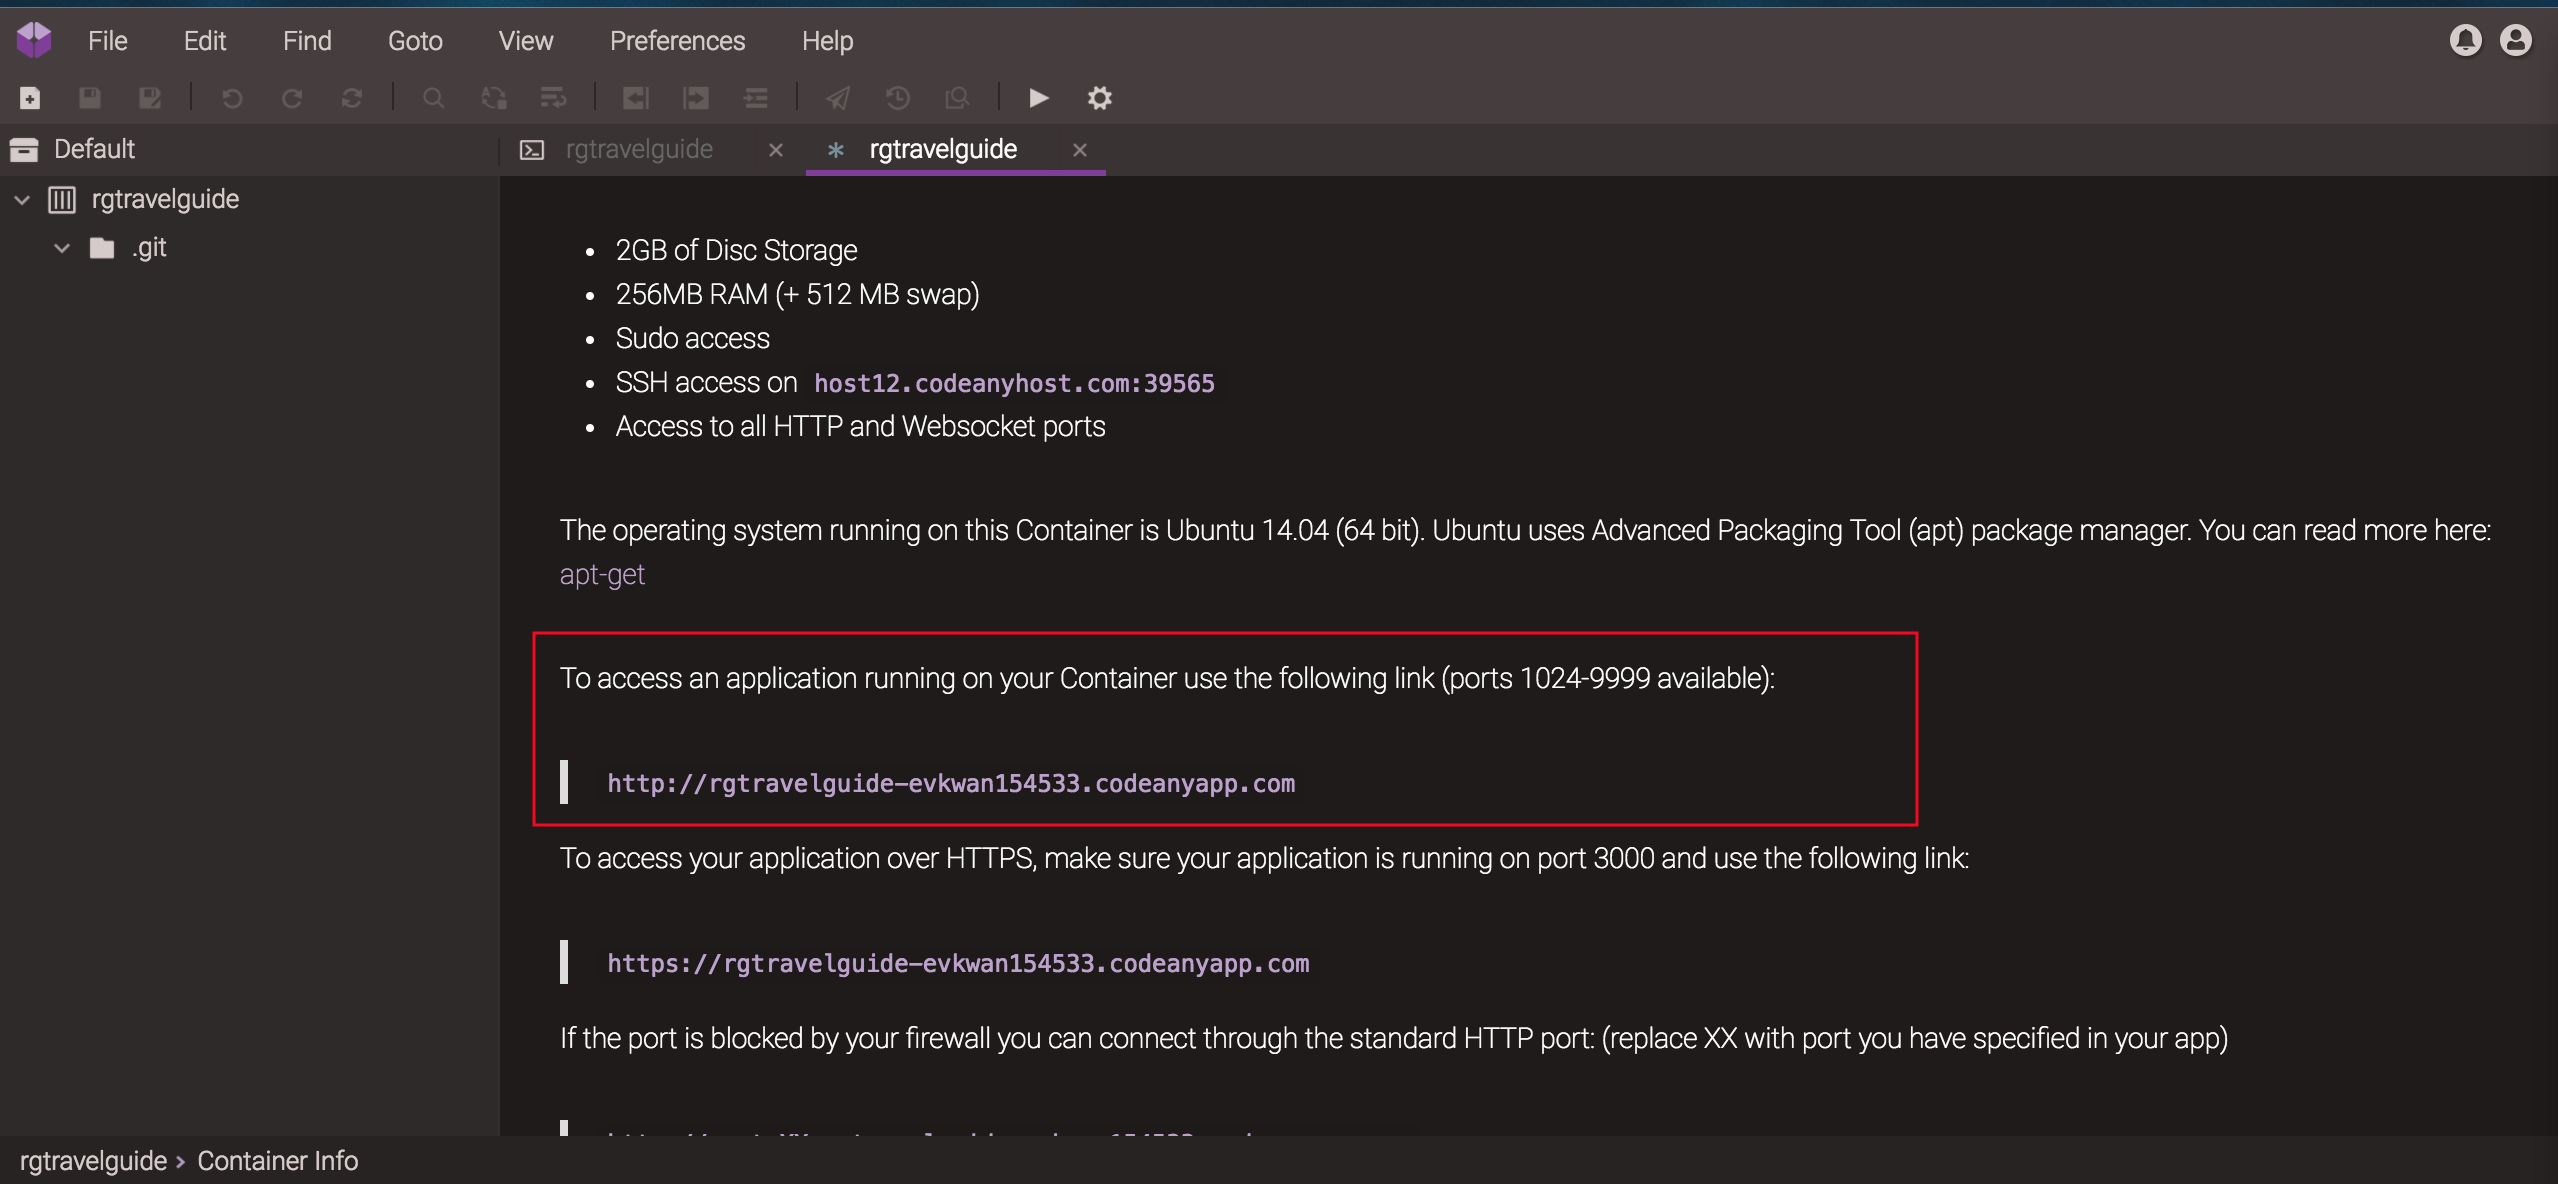 File Edit Find Goto View Preferences Help
Default
rgtravelguide
rgtravelguide
rgtravelguide
.git
• 2GB of Disc Storage
• 256MB RAM (+ 512 MB swap)
• Sudo access
• SSH access on host12.codeanyhost.com:39565
• Access to all HTTP and Websocket ports
The operating system running on this Container is Ubuntu 14.04 (64 bit). Ubuntu uses Advanced Packaging Tool (apt) package manager. You can read more here:
apt-get
To access an application running on your Container use the following link (ports 1024-9999 available):
http://rgtravelguide-evkwan154533.codeanyapp.com
To access your application over HTTPS, make sure your application is running on port 3000 and use the following link:
https://rgtravelguide-evkwan154533.codeanyapp.com
If the port is blocked by your firewall you can connect through the standard HTTP port: (replace XX with port you have specified in your app)
rgtravelguide > Container Info